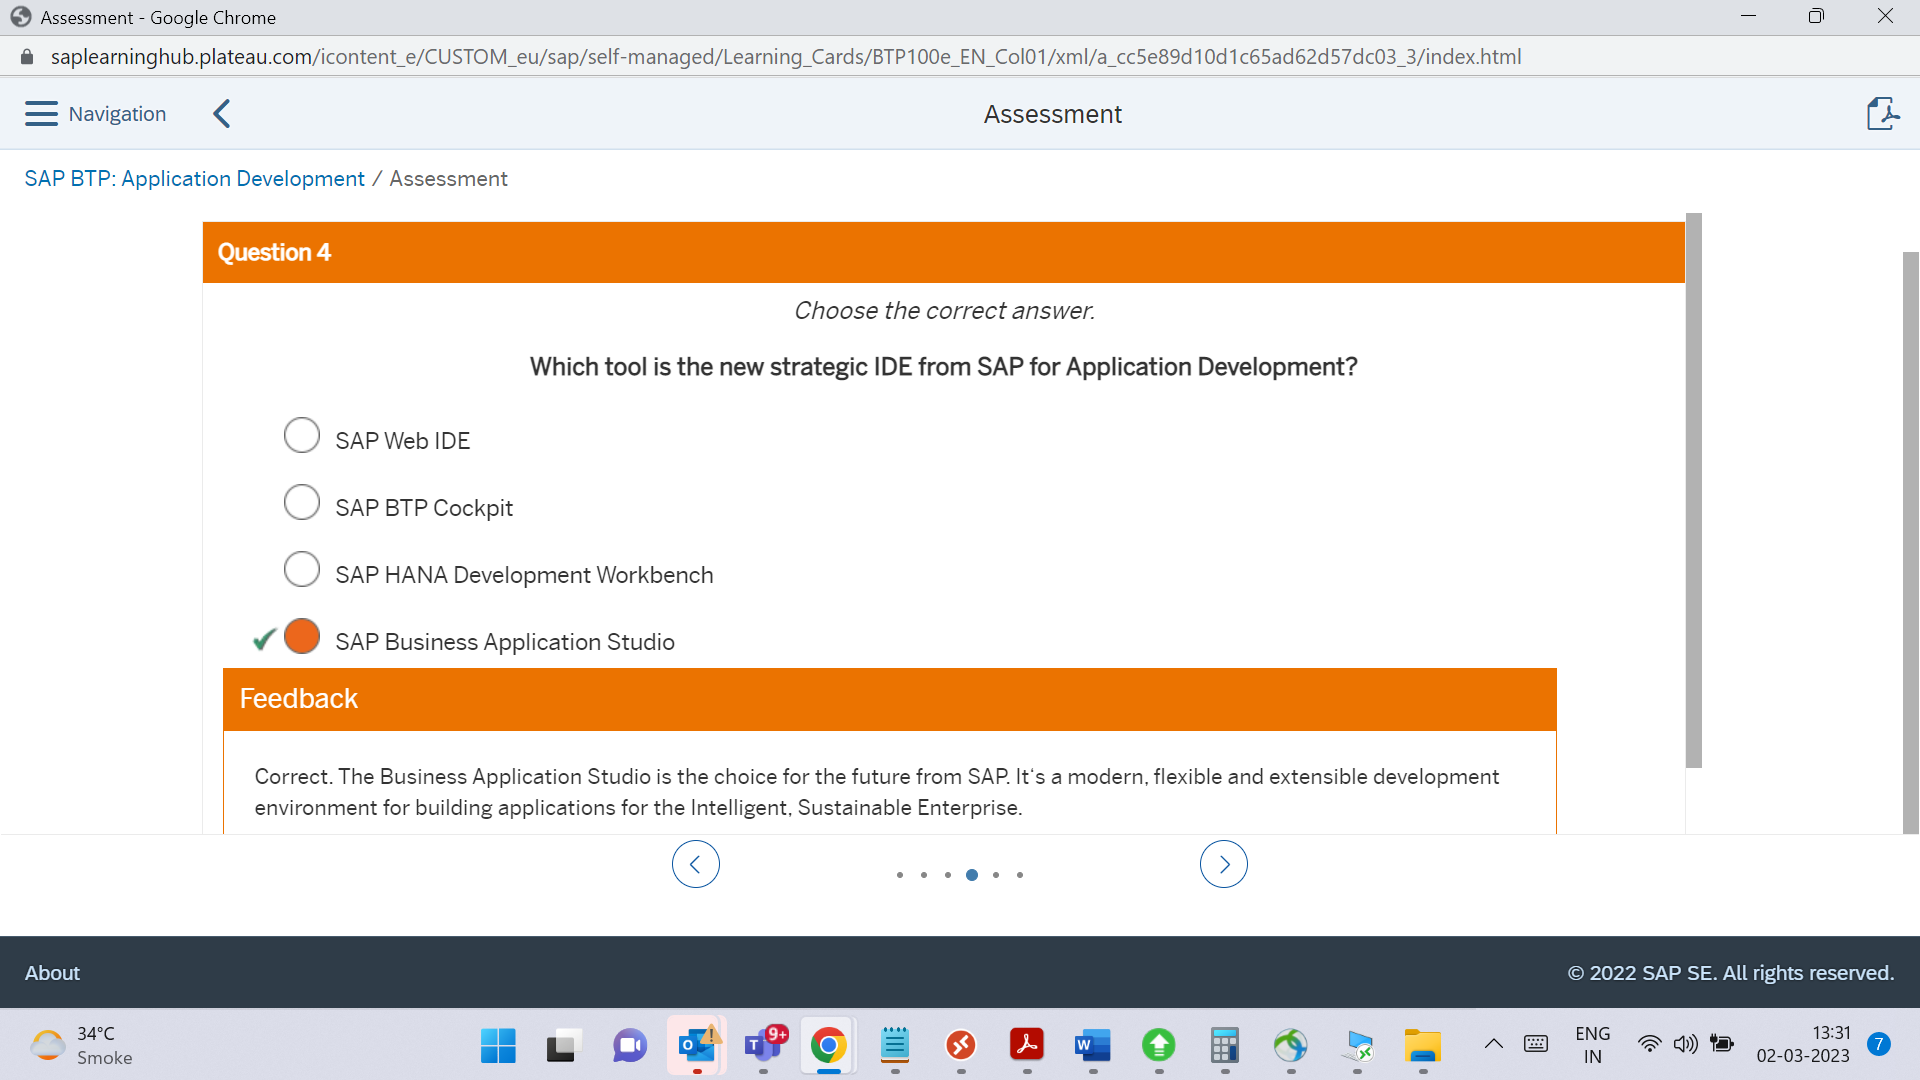 Assessment - Google Chrome
saplearninghub.plateau.com/icontent_e/CUSTOM_eu/sap/self-managed/Learning_Cards/BTP100e_EN_Col01/xml/a_cc5e89d10d1c65ad62d57dc03_3/index.html
Navigation
Assessment
SAP BTP: Application Development / Assessment
Question 4
Choose the correct answer.
Which tool is the new strategic IDE from SAP for Application Development?
SAP Web IDE
SAP BTP Cockpit
SAP HANA Development Workbench
SAP Business Application Studio
Feedback
Correct. The Business Application Studio is the choice for the future from SAP. It's a modern, flexible and extensible development
environment for building applications for the Intelligent, Sustainable Enterprise.
About
© 2022 SAP SE. All rights reserved.
34°C
Smoke
9+
ENG
IN
13:31
02-03-2023
7